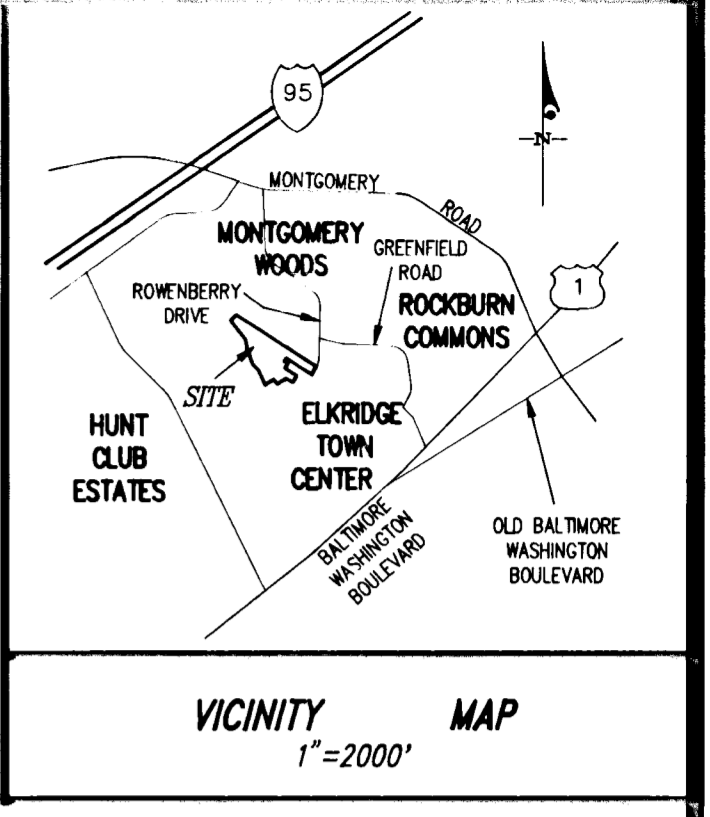 95
-N-
MONTGOMERY
ROAD
MONTGOMERY
WOODS
GREENFIELD
ROAD
1
ROWENBERRY
DRIVE
ROCKBURN
COMMONS
SITE
HUNT
CLUB
ESTATES
ELKRIDGE
TOWN
CENTER
BALTIMORE
WASHINGTON
BOULEVARD
OLD BALTIMORE
WASHINGTON
BOULEVARD
VICINITY MAP
1"=2000'